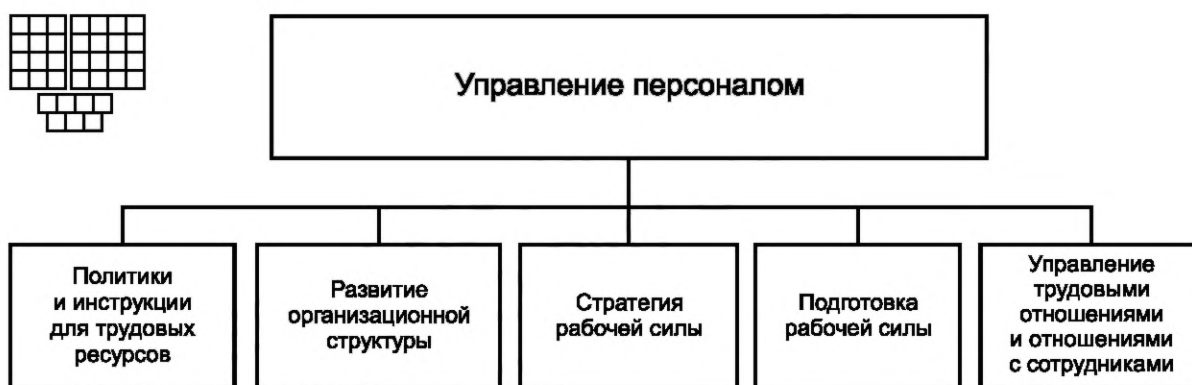 Управление персоналом
Политики
и инструкции
для трудовых
ресурсов
Развитие
организационной
структуры
Стратегия
рабочей силы
Подготовка
рабочей силы
Управление
трудовыми
отношениями
и отношениями
с сотрудниками